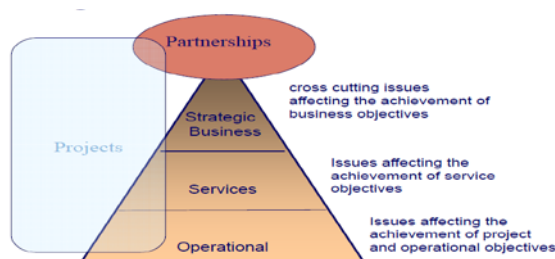 Partnerships
cross cutting issues
affecting the achievement of
business objectives
Strategic
Business
Projects
Issues affecting the
achievement of service
objectives
Services
Issues affecting the
achievement of project
and operational objectives
Operational